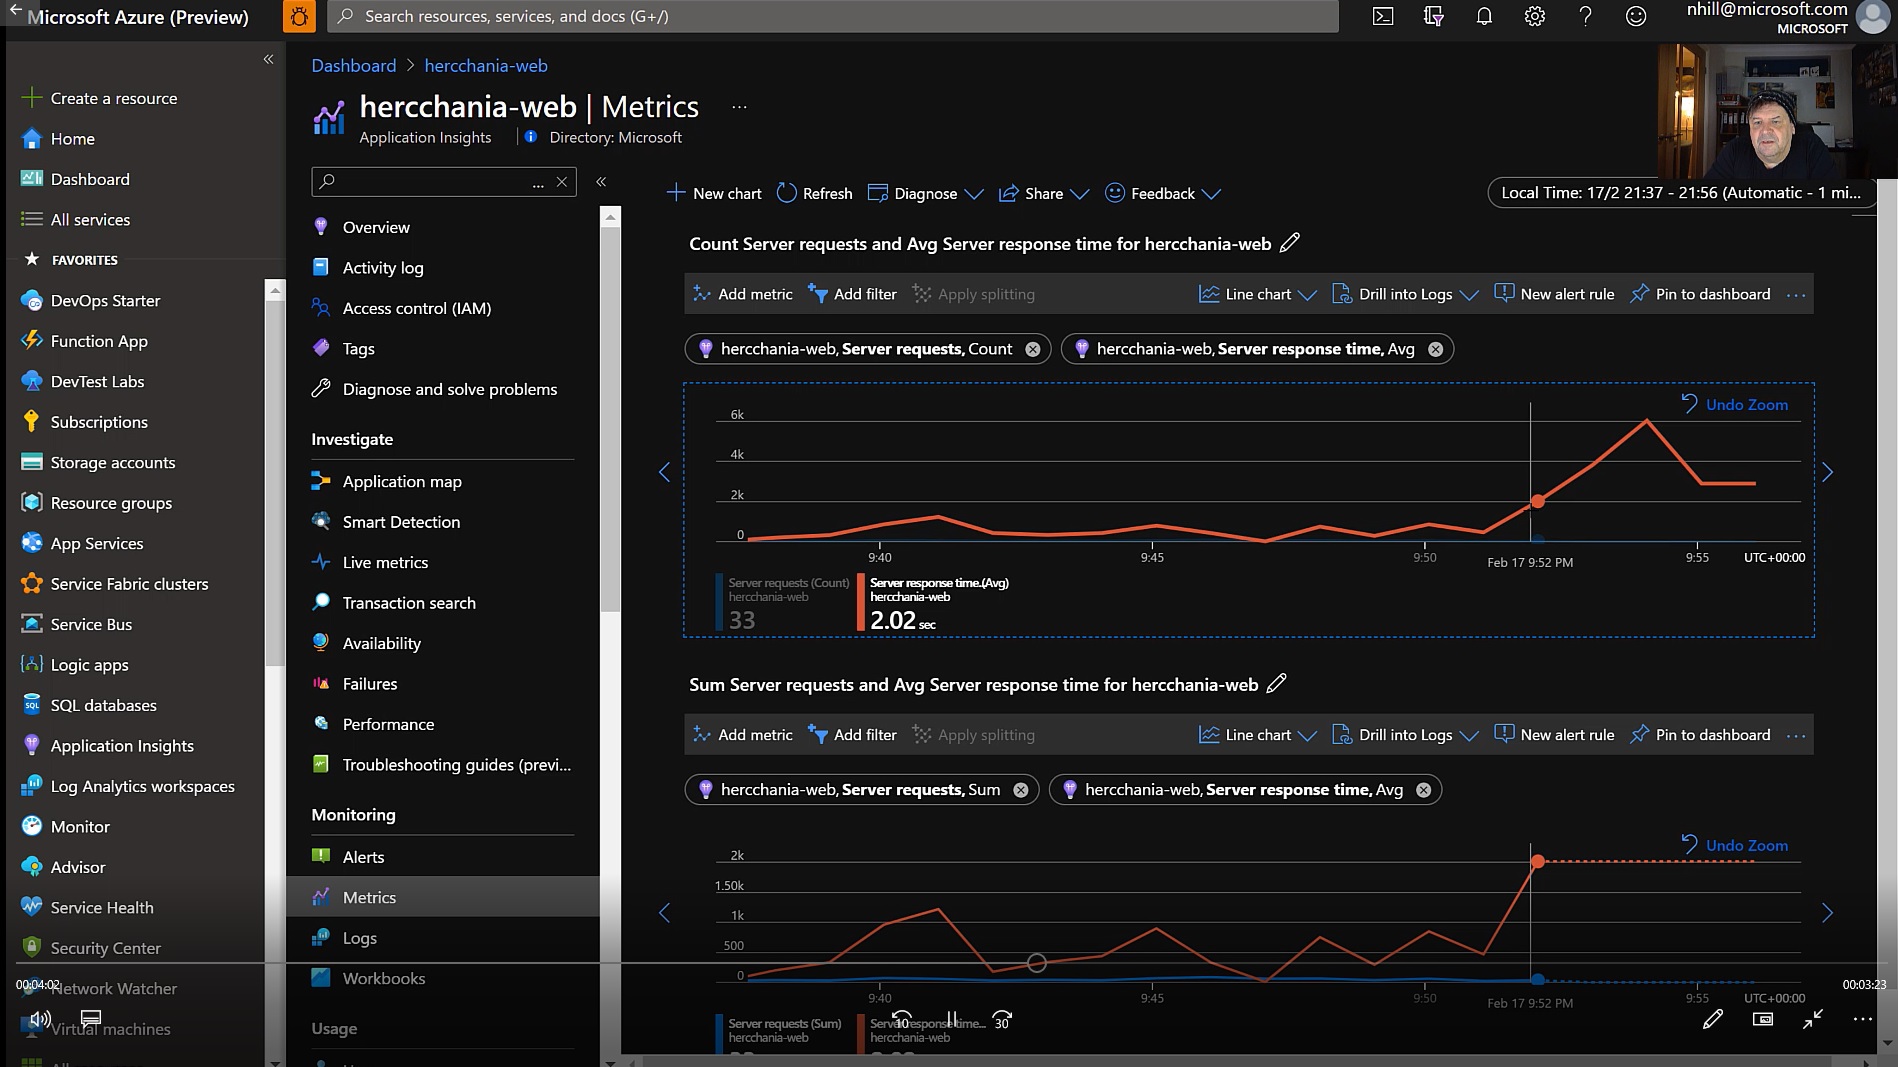 Microsoft Azure (Preview)
Search resources, services, and docs (G+/)
nhill@microsoft.com
MICROSOFT
Create a resource
Home
Dashboard
All services
FAVORITES
DevOps Starter
Function App
DevTest Labs
Subscriptions
Storage accounts
Resource groups
App Services
Service Fabric clusters
Service Bus
Logic apps
SQL databases
Application Insights
Log Analytics workspaces
Monitor
Advisor
Service Health
Security Center
Network Watcher
Virtual machines
00:04:02
Dashboard > hercchania-web
hercchania-web | Metrics ...
Application Insights
Directory: Microsoft
...
Overview
Activity log
Access control (IAM)
Tags
Diagnose and solve problems
Investigate
Application map
Smart Detection
Live metrics
Transaction search
Availability
Failures
Performance
Troubleshooting guides (previ...
Monitoring
Alerts
Metrics
Logs
Workbooks
Usage
New chart Refresh Diagnose Share Feedback
Local Time: 17/2 21:37 - 21:56 (Automatic - 1 mi...
Count Server requests and Avg Server response time for hercchania-web
Add metric Add filter Apply splitting Line chart Drill into Logs New alert rule Pin to dashboard ...
hercchania-web, Server requests, Count
hercchania-web, Server response time, Avg
Undo Zoom
6k
4k
2k
0
9:40 9:45 9:50 Feb 17 9:52 PM 9:55 UTC+00:00
Server requests (Count)
hercchania-web
33
Server response time (Avg)
hercchania-web
2.02 sec
Sum Server requests and Avg Server response time for hercchania-web
Add metric Add filter Apply splitting Line chart Drill into Logs New alert rule Pin to dashboard ...
hercchania-web, Server requests, Sum
hercchania-web, Server response time, Avg
Undo Zoom
2k
1.50k
1k
500
0
9:40 9:45 9:50 Feb 17 9:52 PM 9:55 UTC+00:00
Server requests (Sum)
hercchania-web
Server response time...
hercchania-web
00:03:23
10
30